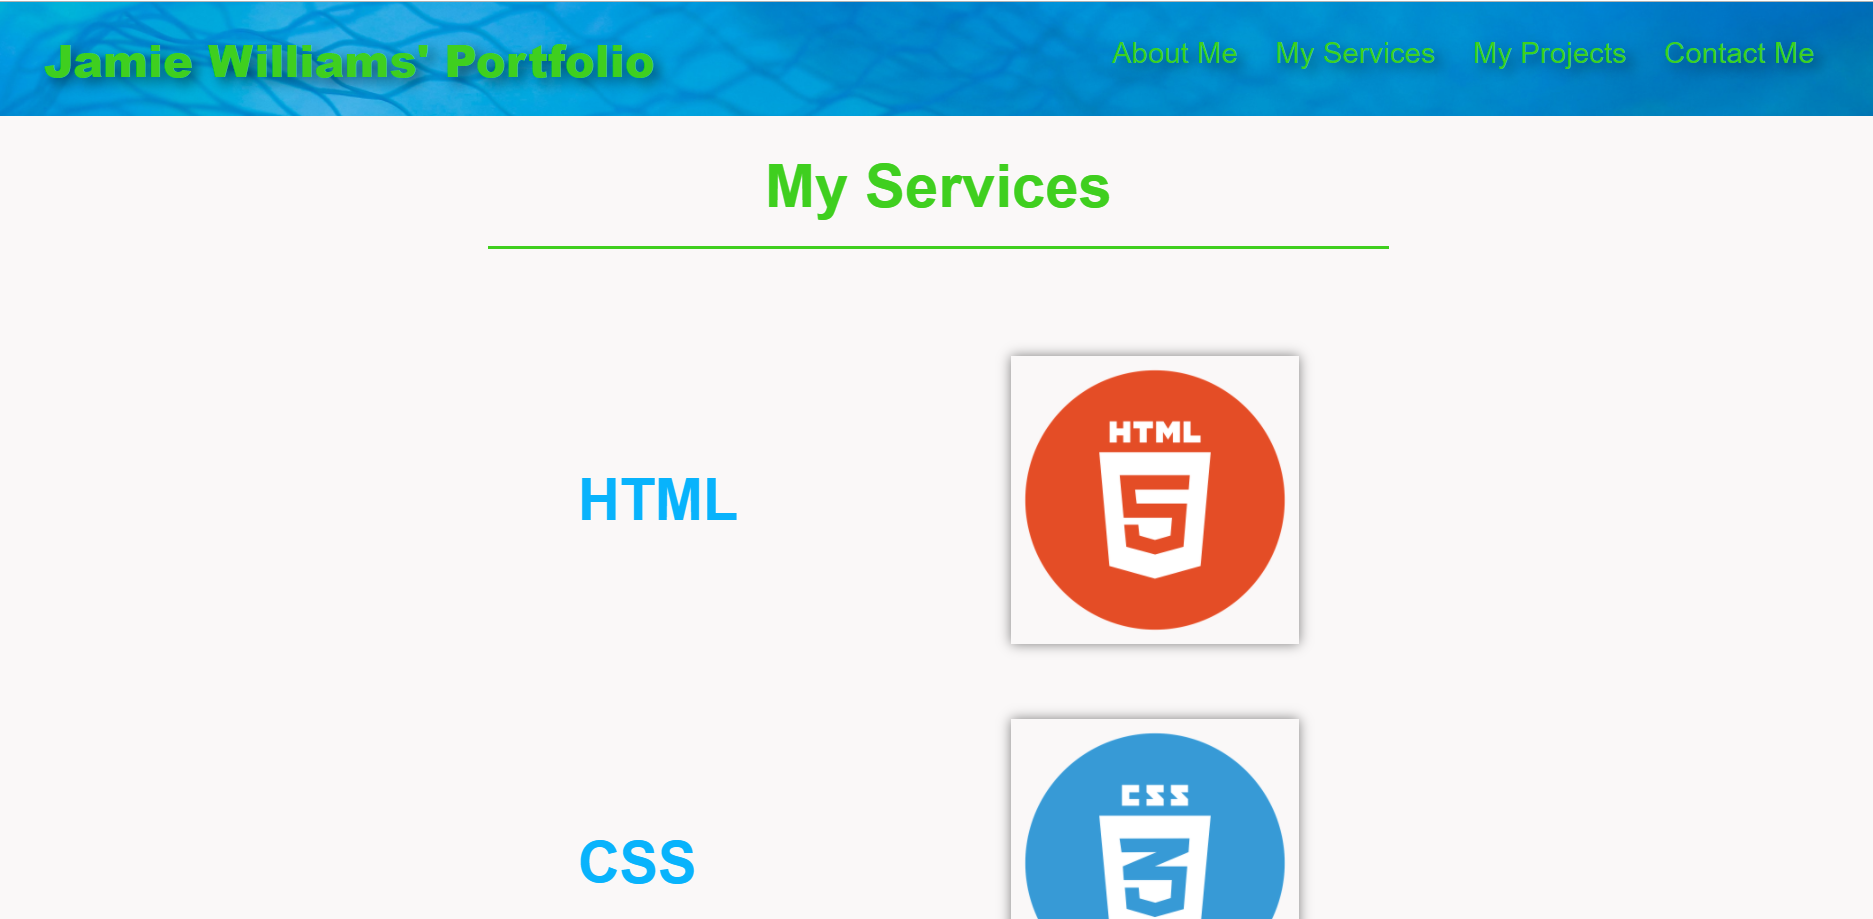 Jamie Williams' Portfolio
About Me My Services My Projects Contact Me
My Services
HTML
HTML
5
CSS
CSS
3